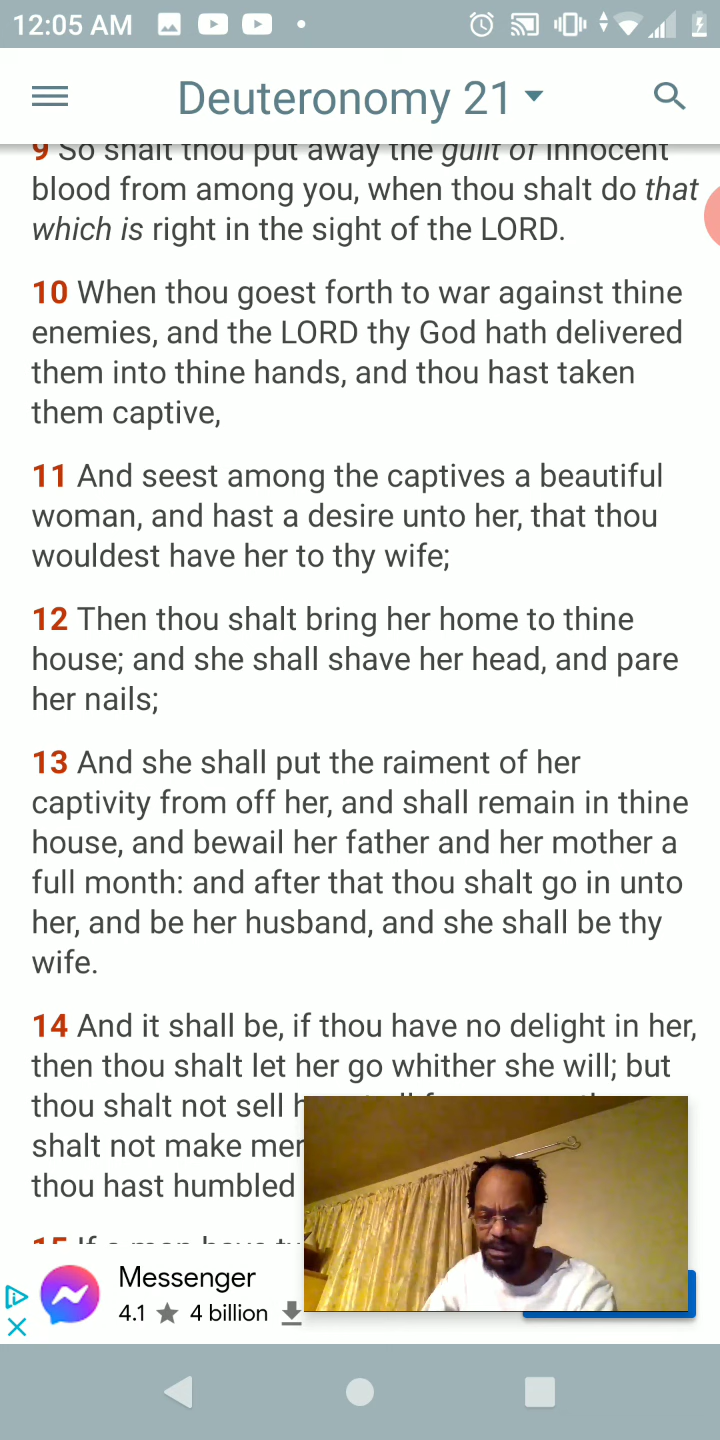 12:05 AM
Deuteronomy 21
9 So shalt thou put away the guilt of innocent
blood from among you, when thou shalt do that
which is right in the sight of the LORD.
10 When thou goest forth to war against thine
enemies, and the LORD thy God hath delivered
them into thine hands, and thou hast taken
them captive,
11 And seest among the captives a beautiful
woman, and hast a desire unto her, that thou
wouldest have her to thy wife;
12 Then thou shalt bring her home to thine
house; and she shall shave her head, and pare
her nails;
13 And she shall put the raiment of her
captivity from off her, and shall remain in thine
house, and bewail her father and her mother a
full month: and after that thou shalt go in unto
her, and be her husband, and she shall be thy
wife.
14 And it shall be, if thou have no delight in her,
then thou shalt let her go whither she will; but
thou shalt not sell
shalt not make
thou hast humbled
15 If a man have
Messenger
4.1 ★ 4 billion